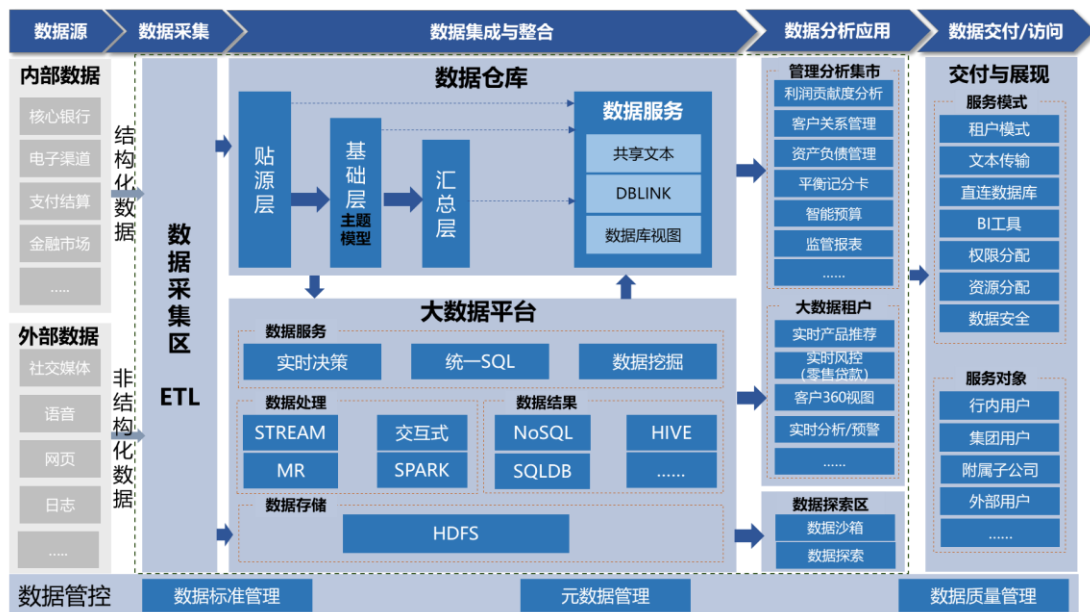 数据源
数据采集
数据集成与整合
数据分析应用
数据交付/访问
内部数据
核心银行
电子渠道
支付结算
金融市场
.....
外部数据
社交媒体
语音
网页
日志
.....
结构化数据
非结构化数据
数据采集区
ETL
数据仓库
贴源层
基础层
主题
模型
汇总层
数据服务
共享文本
DBLINK
数据库视图
大数据平台
数据服务
实时决策
统一SQL
数据挖掘
数据处理
STREAM
交互式
MR
SPARK
数据结果
NoSQL
HIVE
SQLDB
......
数据存储
HDFS
管理分析集市
利润贡献度分析
客户关系管理
资产负债管理
平衡记分卡
智能预算
监管报表
......
大数据租户
实时产品推荐
实时风控
（零售贷款）
客户360视图
实时分析/预警
......
数据探索区
数据沙箱
数据探索
交付与展现
服务模式
租户模式
文本传输
直连数据库
BI工具
权限分配
资源分配
数据安全
服务对象
行内用户
集团用户
附属子公司
外部用户
......
数据管控
数据标准管理
元数据管理
数据质量管理